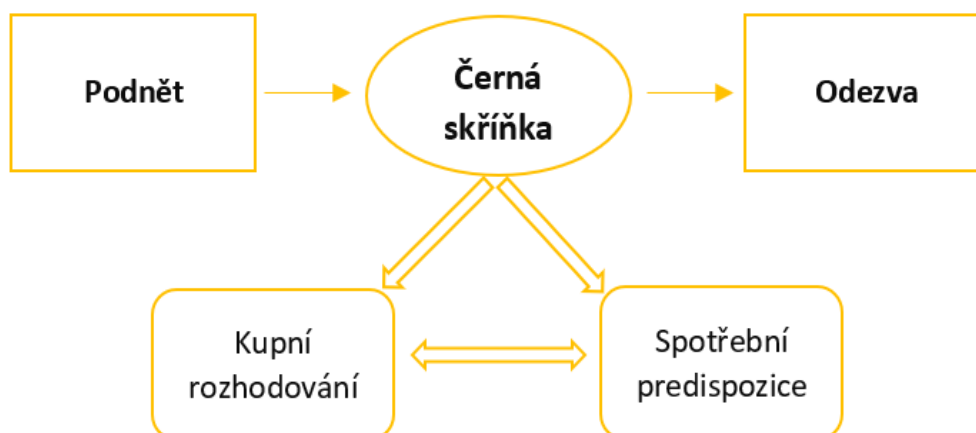 Podnět
Černá
skříňka
Odezva
Kupní
rozhodování
Spotřební
predispozice